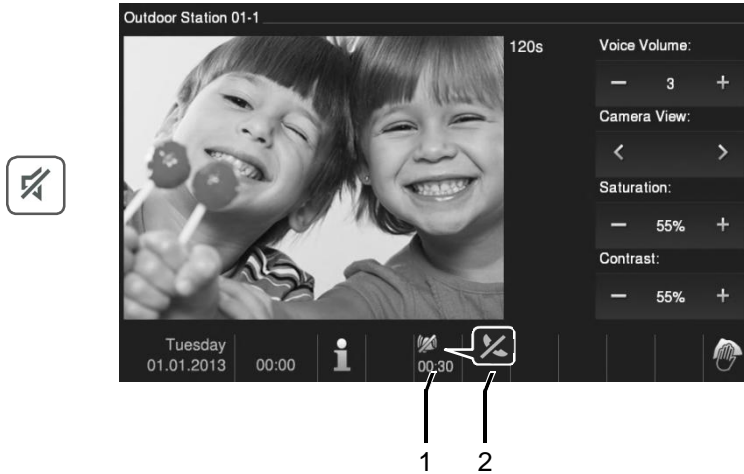 Outdoor Station 01-1
120s
Voice Volume:
− 3 +
Camera View:
< >
Saturation:
− 55% +
Contrast:
− 55% +
Tuesday
01.01.2013
00:00
i
00:30
1 2